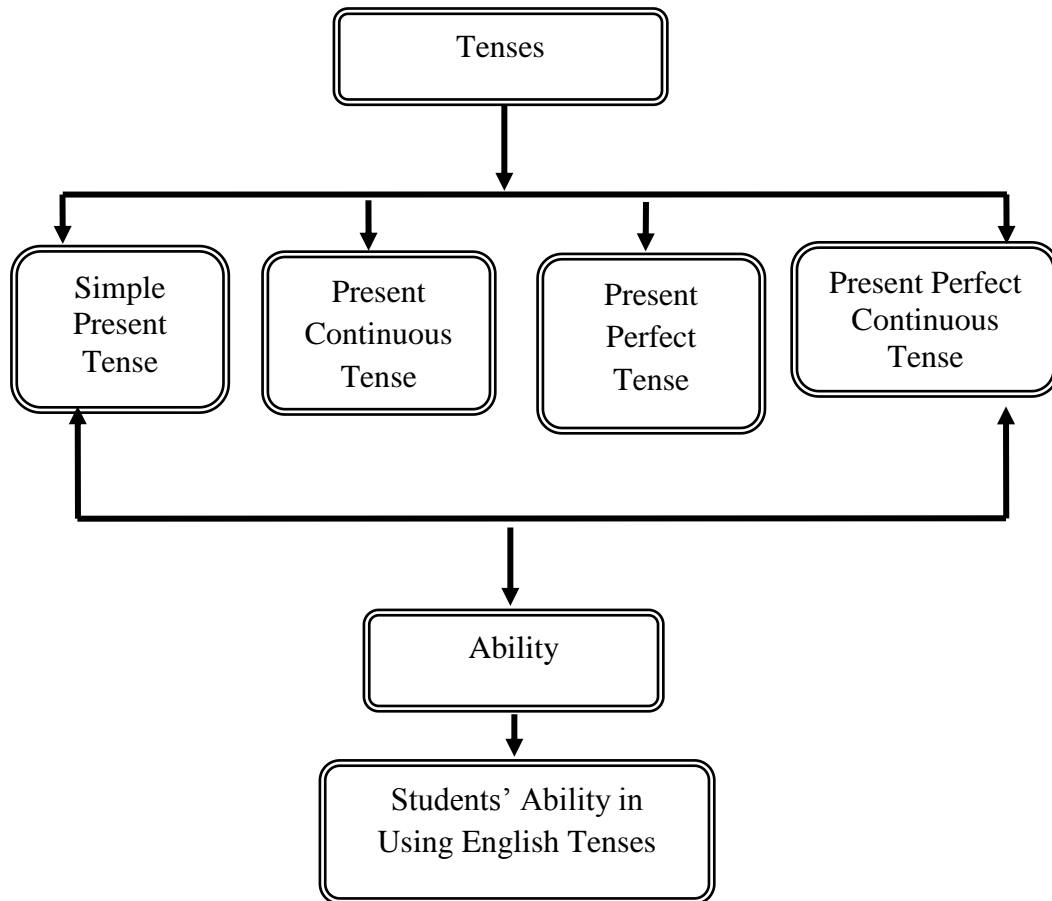 Tenses
Simple
Present
Tense
Present
Continuous
Tense
Present
Perfect
Tense
Present Perfect
Continuous
Tense
Ability
Students’ Ability in
Using English Tenses